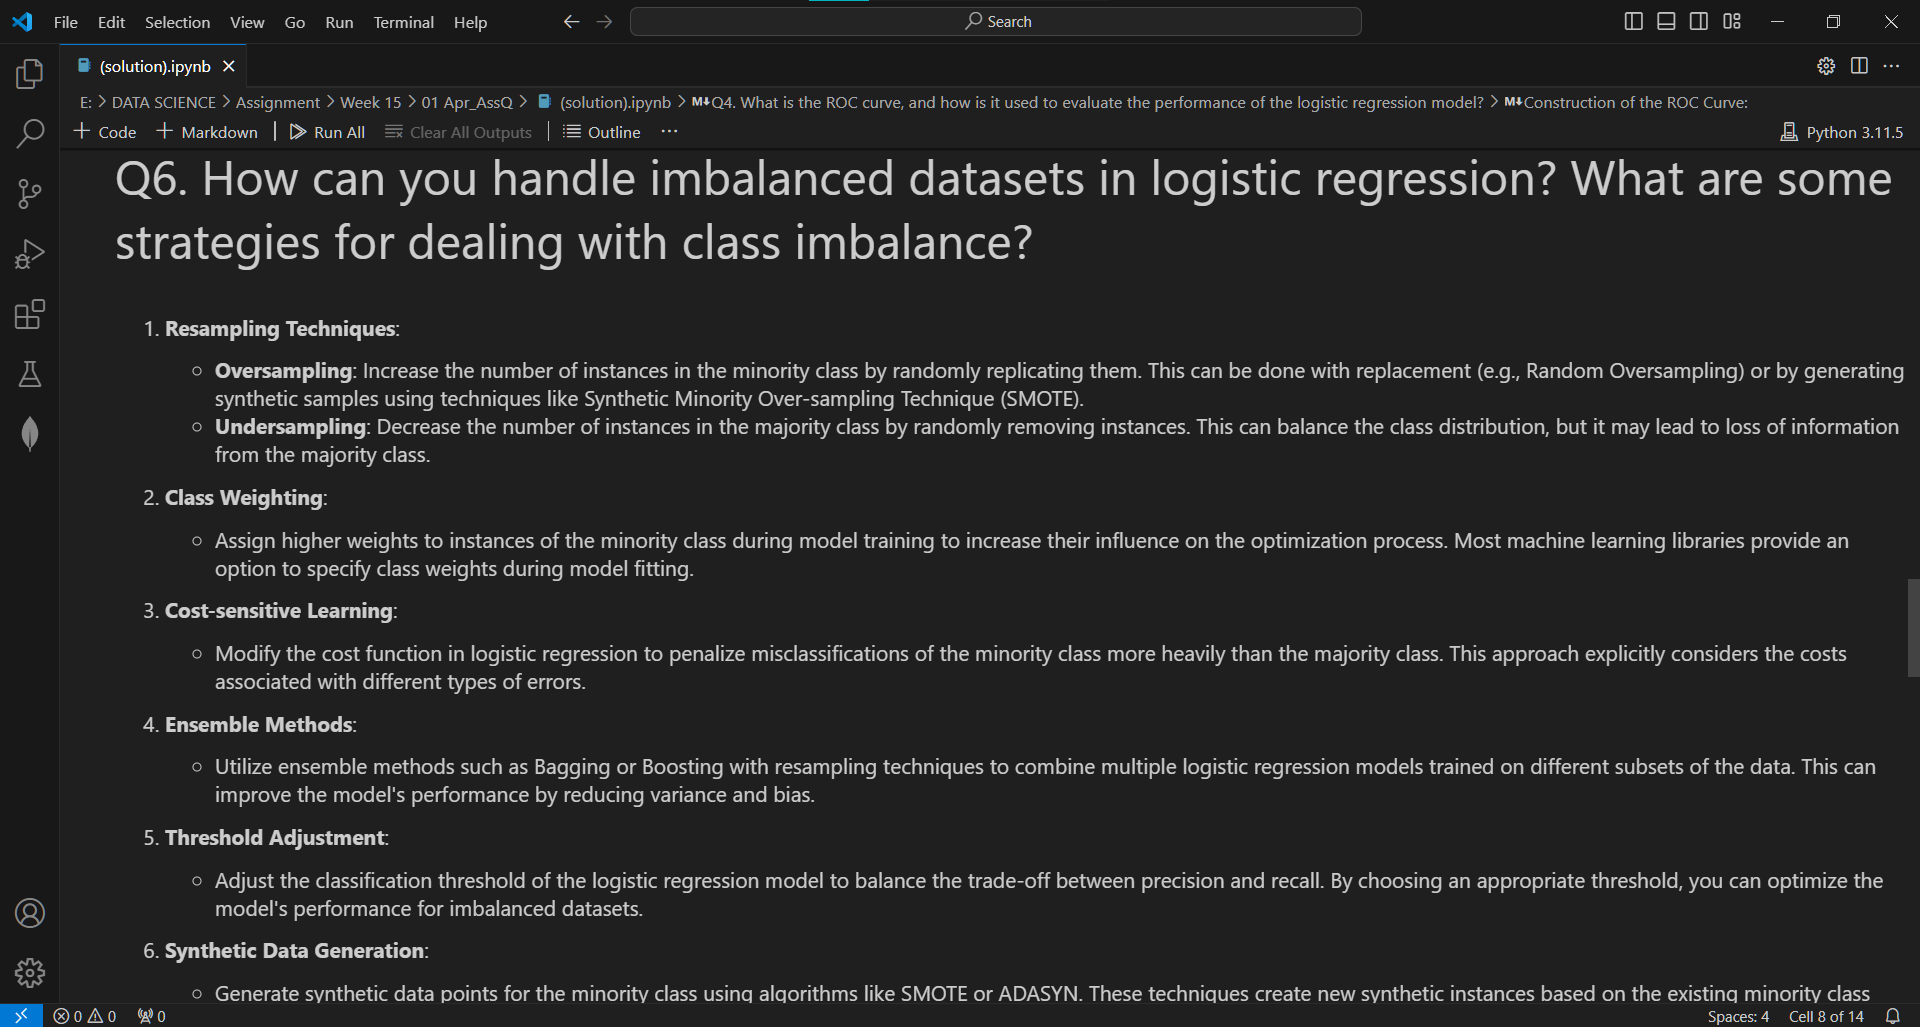 File Edit Selection View Go Run Terminal Help
Search
(solution).ipynb
E: > DATA SCIENCE > Assignment > Week 15 > 01 Apr_AssQ > (solution).ipynb > M↓Q4. What is the ROC curve, and how is it used to evaluate the performance of the logistic regression model? > M↓Construction of the ROC Curve:
+ Code + Markdown | Run All Clear All Outputs | Outline ··· Python 3.11.5
Q6. How can you handle imbalanced datasets in logistic regression? What are some
strategies for dealing with class imbalance?
1. Resampling Techniques:
○ Oversampling: Increase the number of instances in the minority class by randomly replicating them. This can be done with replacement (e.g., Random Oversampling) or by generating
synthetic samples using techniques like Synthetic Minority Over-sampling Technique (SMOTE).
○ Undersampling: Decrease the number of instances in the majority class by randomly removing instances. This can balance the class distribution, but it may lead to loss of information
from the majority class.
2. Class Weighting:
○ Assign higher weights to instances of the minority class during model training to increase their influence on the optimization process. Most machine learning libraries provide an
option to specify class weights during model fitting.
3. Cost-sensitive Learning:
○ Modify the cost function in logistic regression to penalize misclassifications of the minority class more heavily than the majority class. This approach explicitly considers the costs
associated with different types of errors.
4. Ensemble Methods:
○ Utilize ensemble methods such as Bagging or Boosting with resampling techniques to combine multiple logistic regression models trained on different subsets of the data. This can
improve the model's performance by reducing variance and bias.
5. Threshold Adjustment:
○ Adjust the classification threshold of the logistic regression model to balance the trade-off between precision and recall. By choosing an appropriate threshold, you can optimize the
model's performance for imbalanced datasets.
6. Synthetic Data Generation:
○ Generate synthetic data points for the minority class using algorithms like SMOTE or ADASYN. These techniques create new synthetic instances based on the existing minority class
0 0 0 Spaces: 4 Cell 8 of 14